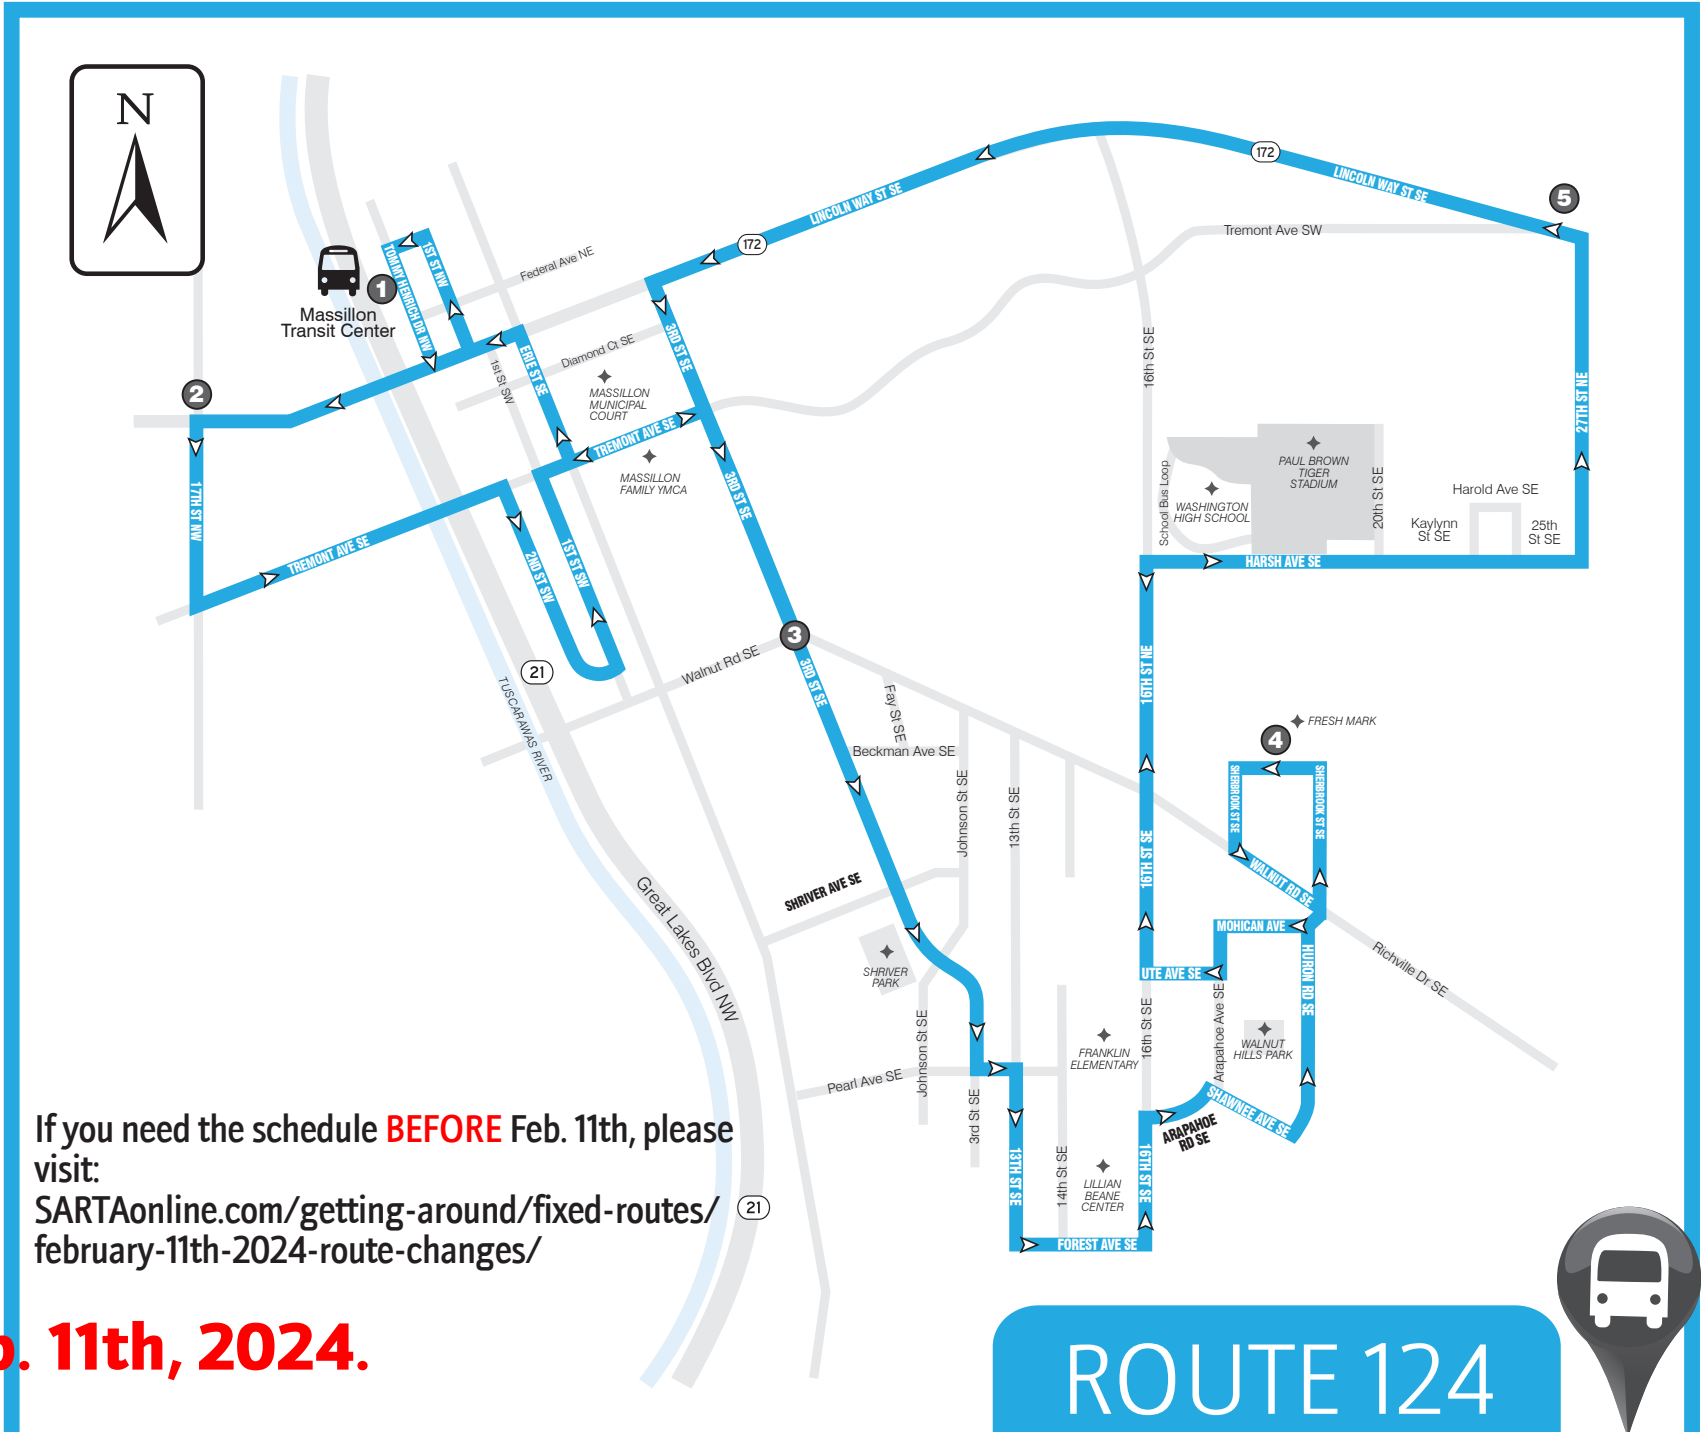 N
172
LINCOLN WAY ST SE
5
LINCOLN WAY ST SE
172
Tremont Ave SW
Federal Ave NE
TOMMY HENRICH DR NW
1ST ST NW
1
Massillon
Transit Center
2
Diamond Ct SE
ERIE ST SE
1st St SW
3RD ST SE
MASSILLON
MUNICIPAL
COURT
TREMONT AVE SE
MASSILLON
FAMILY YMCA
3RD ST SE
16th St SE
27TH ST NE
PAUL BROWN
TIGER
STADIUM
School Bus Loop
WASHINGTON
HIGH SCHOOL
20th St SE
Harold Ave SE
Kaylynn
St SE
25th
St SE
HARSH AVE SE
17TH ST NW
TREMONT AVE SE
2ND ST SW
1ST ST SW
21
TUSCARAWAS RIVER
Walnut Rd SE
3
3RD ST SE
Fay St SE
Beckman Ave SE
Johnson St SE
13th St SE
16TH ST NE
16TH ST SE
FRESH MARK
4
SHERBROOK ST SE
SHERBROOK ST SE
WALNUT RD SE
MOHICAN AVE
UTE AVE SE
HURON RD SE
Richville Dr SE
SHRIVER AVE SE
Great Lakes Blvd NW
SHRIVER
PARK
Johnson St SE
Pearl Ave SE
3rd St SE
FRANKLIN
ELEMENTARY
16th St SE
Arapahoe Ave SE
WALNUT
HILLS PARK
SHAWNEE AVE SE
ARAPAHOE
RD SE
13TH ST SE
14th St SE
LILLIAN
BEANE
CENTER
16TH ST SE
FOREST AVE SE
If you need the schedule BEFORE Feb. 11th, please
visit:
SARTAonline.com/getting-around/fixed-routes/
february-11th-2024-route-changes/
21
. 11th, 2024.
ROUTE 124